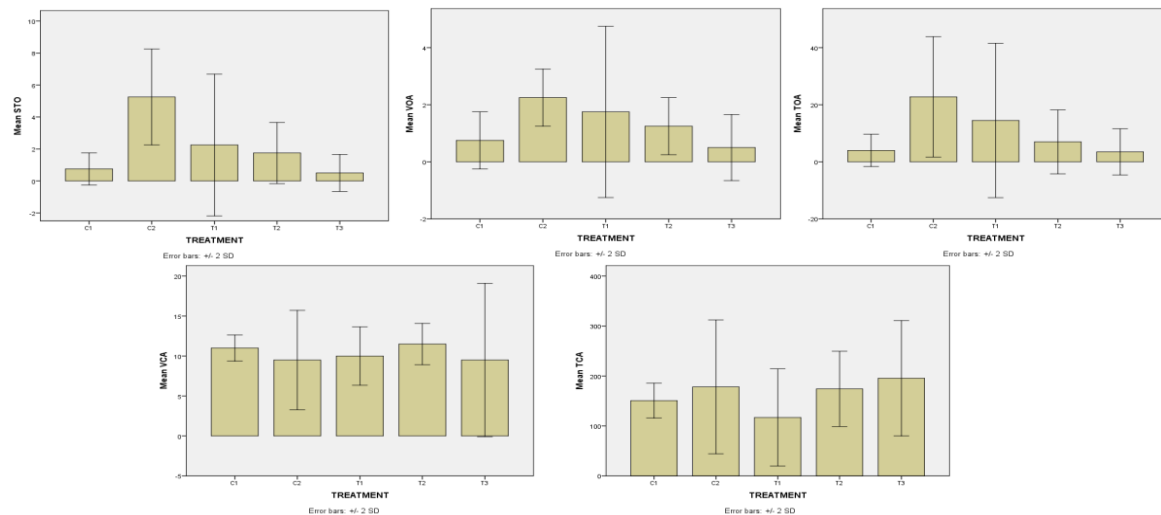 Mean STO
10
8
6
4
2
0
-2
C1 C2 T1 T2 T3
TREATMENT
Error bars: +/- 2 SD
Mean VOA
4
2
0
-2
C1 C2 T1 T2 T3
TREATMENT
Error bars: +/- 2 SD
Mean TOA
40
20
0
-20
C1 C2 T1 T2 T3
TREATMENT
Error bars: +/- 2 SD
Mean VCA
20
15
10
5
0
-5
C1 C2 T1 T2 T3
TREATMENT
Error bars: +/- 2 SD
Mean TCA
400
300
200
100
0
C1 C2 T1 T2 T3
TREATMENT
Error bars: +/- 2 SD